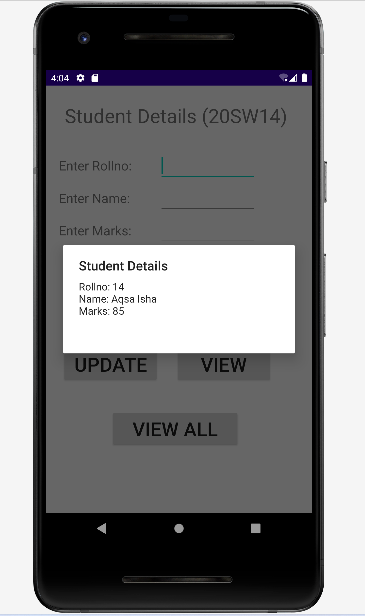 4:04
Student Details (20SW14)
Enter Rollno:
Enter Name:
Enter Marks:
Student Details
Rollno: 14
Name: Aqsa Isha
Marks: 85
UPDATE VIEW
VIEW ALL